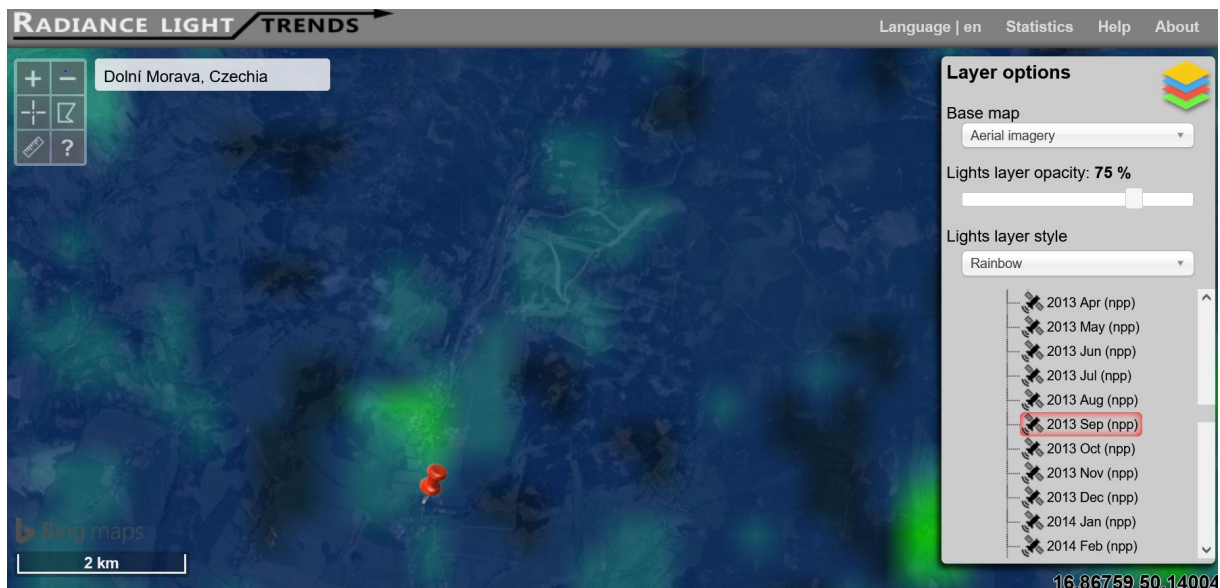 RADIANCE LIGHT TRENDS
Language | en Statistics Help About
Dolní Morava, Czechia
+ −
?
Layer options
Base map
Aerial imagery
Lights layer opacity: 75 %
Lights layer style
Rainbow
2013 Apr (npp)
2013 May (npp)
2013 Jun (npp)
2013 Jul (npp)
2013 Aug (npp)
2013 Sep (npp)
2013 Oct (npp)
2013 Nov (npp)
2013 Dec (npp)
2014 Jan (npp)
2014 Feb (npp)
Bing maps
2 km
16.86759 50.14004